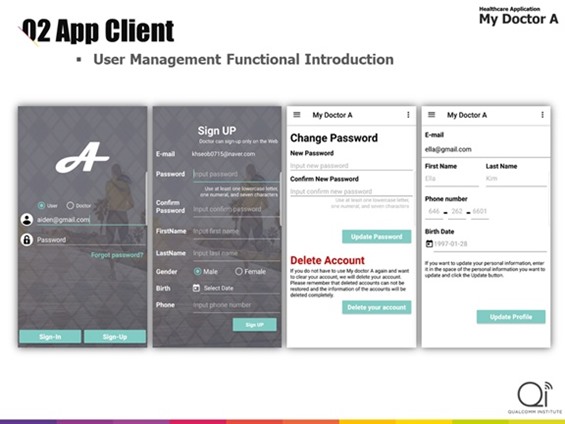 02 App Client
Healthcare Application
My Doctor A
▪ User Management Functional Introduction
A
User Doctor
aiden@gmail.com
Password
Forgot password?
Sign-In Sign-Up
Sign UP
Doctor can sign-up only on the Web
E-mail khseob0715@naver.com
Password Input password
Use at least one lowercase letter,
one numeral, and seven characters
Confirm
Password Input confirm password
FirstName Input first name
LastName Input last name
Gender Male Female
Birth Select Date
Phone Input phone number
Sign UP
My Doctor A
Change Password
New Password
Input new password
Confirm New Password
Input confirm new password
Use at least one lowercase letter,
one numeral, and seven characters
Update Password
Delete Account
If you do not have to use My doctor A again and want
to clear your account, we will delete your account.
Please remember that deleted accounts can not be
restored and the information of the accounts will be
deleted completely.
Delete your account
My Doctor A
E-mail
ella@gmail.com
First Name Last Name
Ella Kim
Phone number
646 - 262 - 6601
Birth Date
1997-01-28
If you want to update your personal information, enter
it in the space of the personal information you want to
update and click the Update button.
Update Profile
Qi
QUALCOMM INSTITUTE